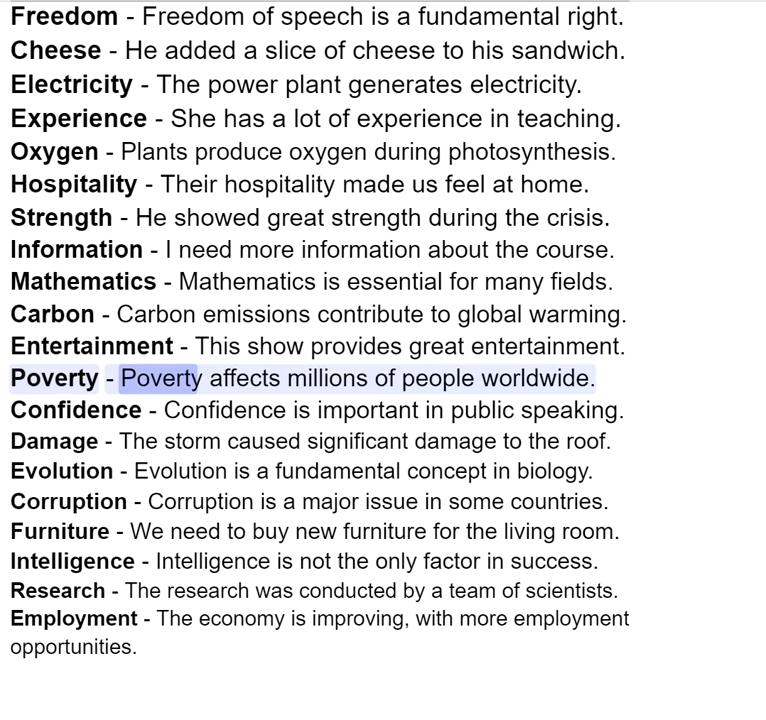 Freedom - Freedom of speech is a fundamental right.
Cheese - He added a slice of cheese to his sandwich.
Electricity - The power plant generates electricity.
Experience - She has a lot of experience in teaching.
Oxygen - Plants produce oxygen during photosynthesis.
Hospitality - Their hospitality made us feel at home.
Strength - He showed great strength during the crisis.
Information - I need more information about the course.
Mathematics - Mathematics is essential for many fields.
Carbon - Carbon emissions contribute to global warming.
Entertainment - This show provides great entertainment.
Poverty - Poverty affects millions of people worldwide.
Confidence - Confidence is important in public speaking.
Damage - The storm caused significant damage to the roof.
Evolution - Evolution is a fundamental concept in biology.
Corruption - Corruption is a major issue in some countries.
Furniture - We need to buy new furniture for the living room.
Intelligence - Intelligence is not the only factor in success.
Research - The research was conducted by a team of scientists.
Employment - The economy is improving, with more employment
opportunities.